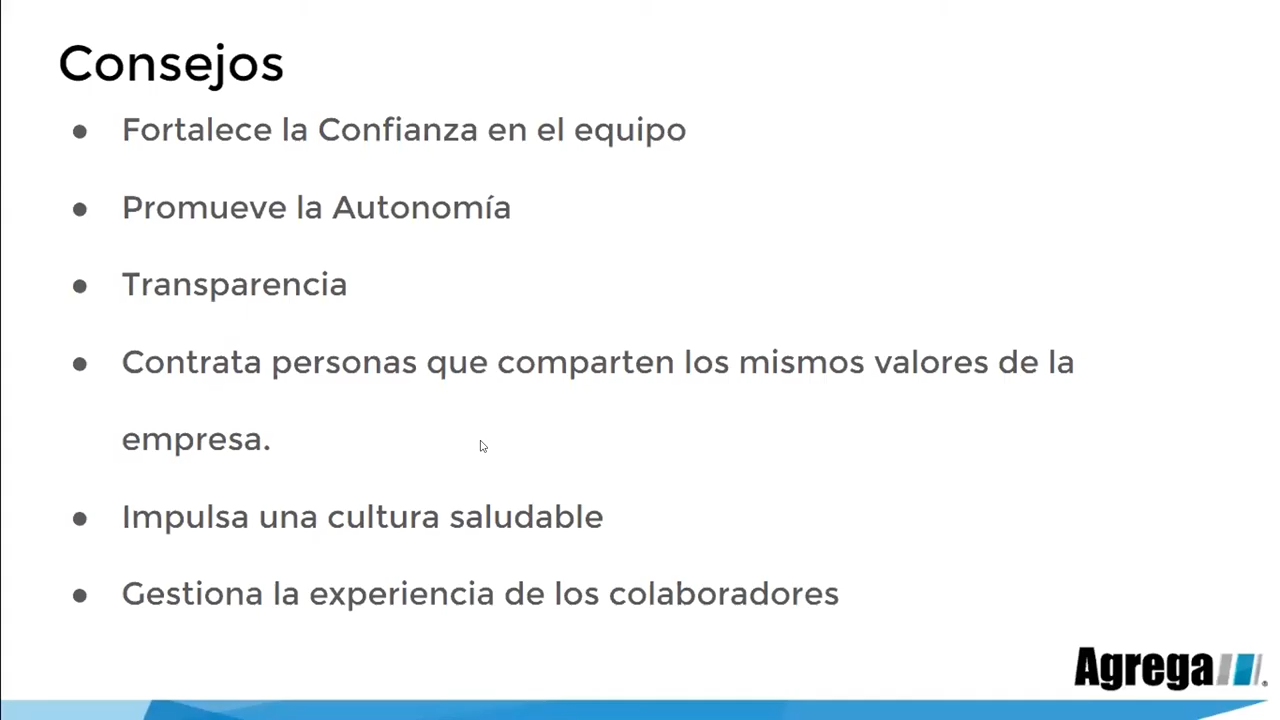 Consejos
● Fortalece la Confianza en el equipo
● Promueve la Autonomía
● Transparencia
● Contrata personas que comparten los mismos valores de la
empresa.
● Impulsa una cultura saludable
● Gestiona la experiencia de los colaboradores
Agrega